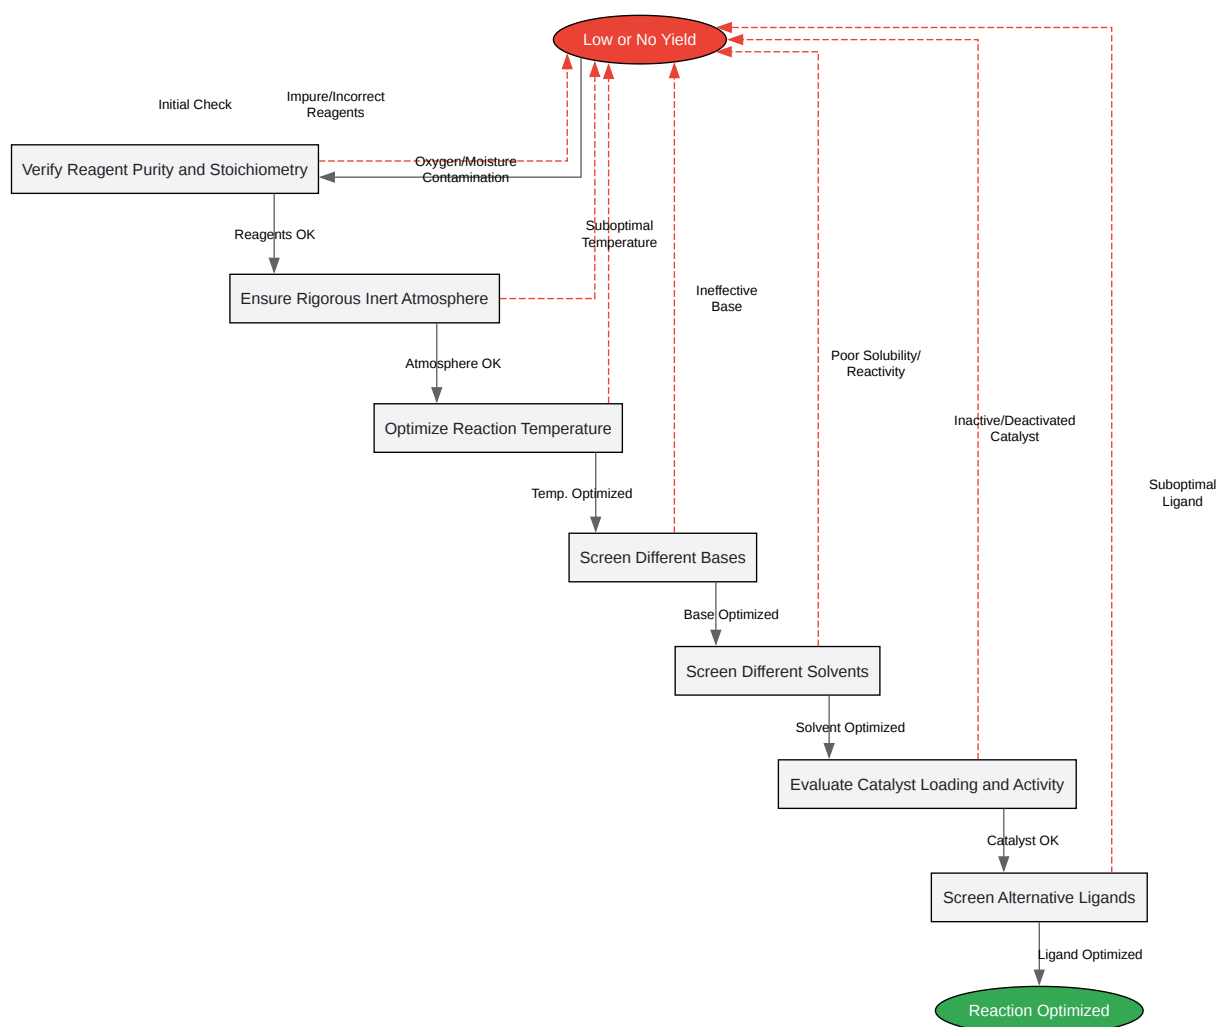 Low or No Yield
Impure/Incorrect
Reagents
Initial Check
Oxygen/Moisture
Contamination
Verify Reagent Purity and Stoichiometry
Suboptimal
Temperature
Reagents OK
Ineffective
Base
Ensure Rigorous Inert Atmosphere
Poor Solubility/
Reactivity
Atmosphere OK
Inactive/Deactivated
Catalyst
Optimize Reaction Temperature
Suboptimal
Ligand
Temp. Optimized
Screen Different Bases
Base Optimized
Screen Different Solvents
Solvent Optimized
Evaluate Catalyst Loading and Activity
Catalyst OK
Screen Alternative Ligands
Ligand Optimized
Reaction Optimized